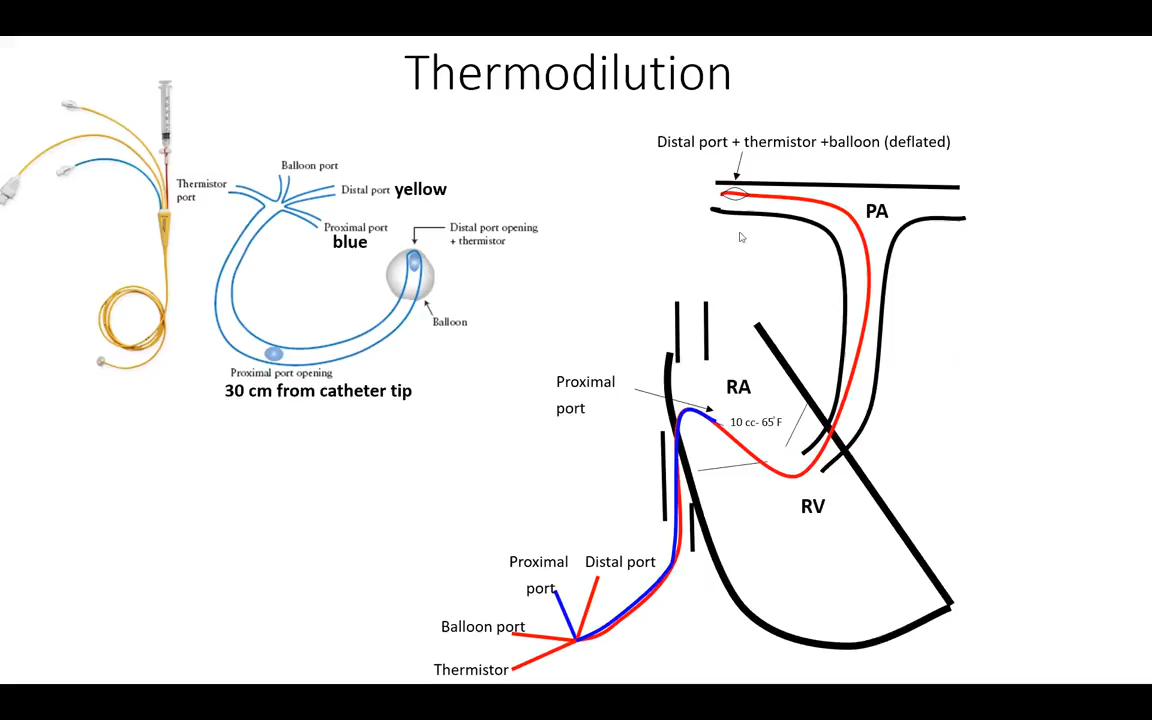 Thermodilution
Balloon port
Thermistor
port
Distal port yellow
Proximal port
blue
Distal port opening
+ thermistor
Balloon
Proximal port opening
30 cm from catheter tip
Distal port + thermistor +balloon (deflated)
PA
Proximal
port
RA
10 cc- 65°F
RV
Proximal
port
Distal port
Balloon port
Thermistor